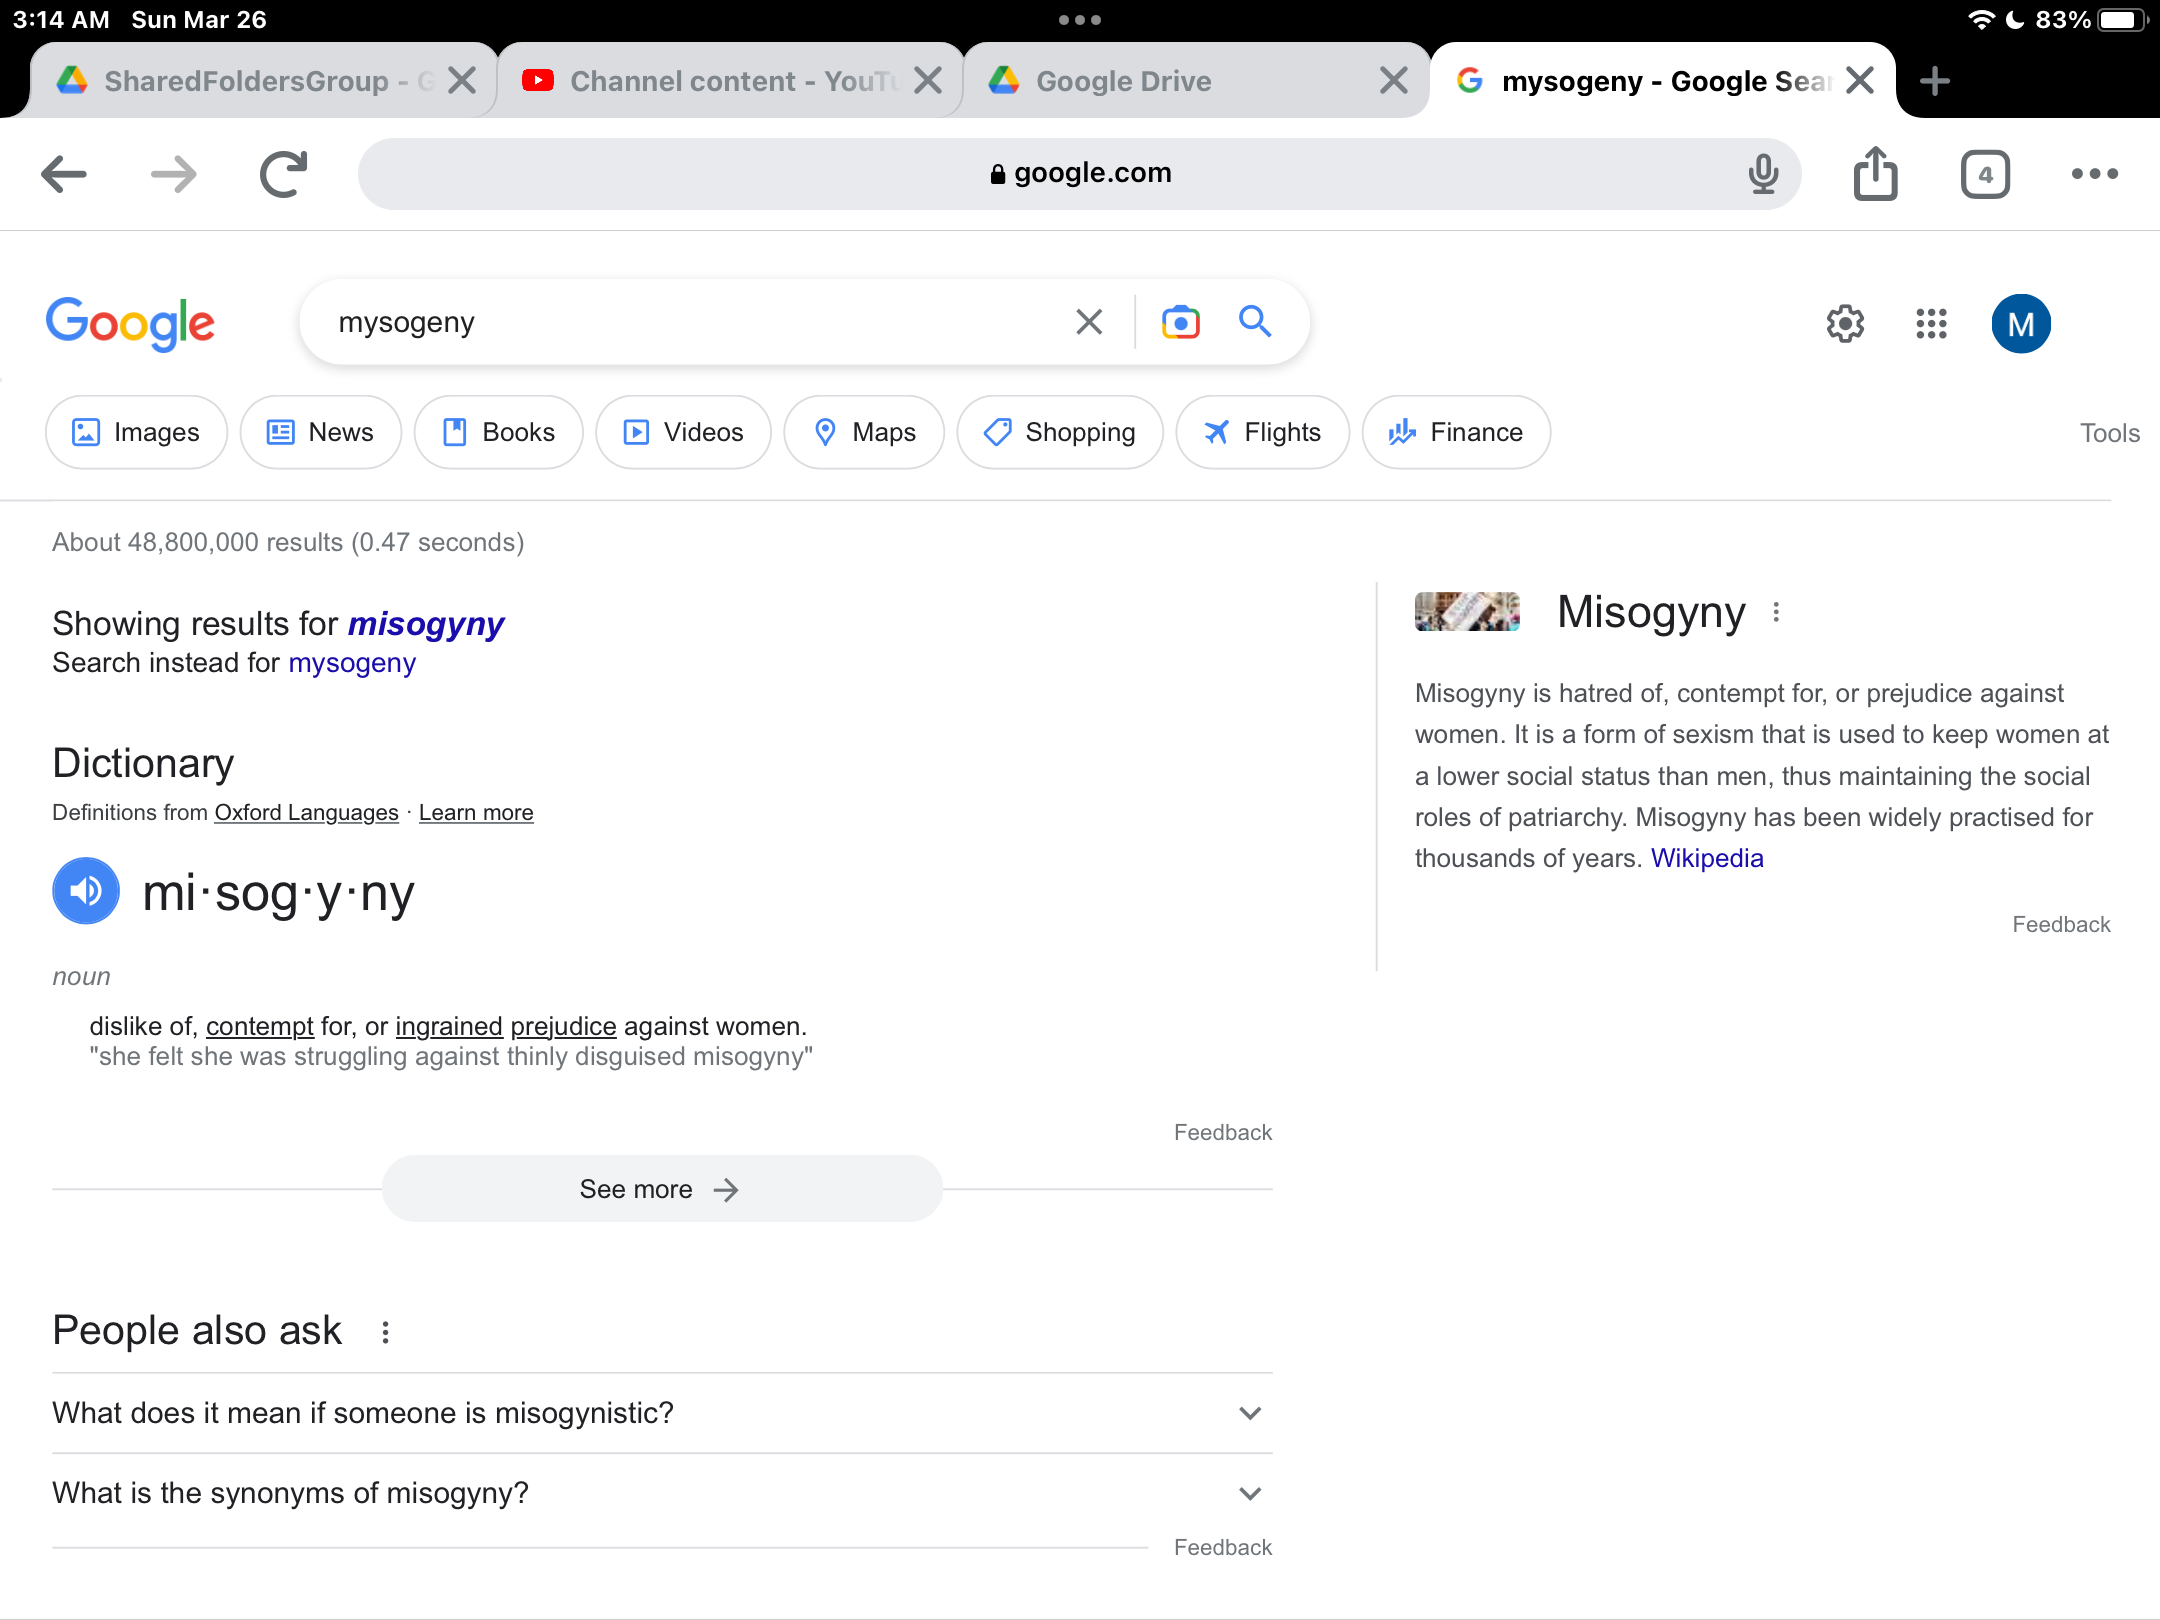 3:14 AM Sun Mar 26
83%
SharedFoldersGroup - G
Channel content - YouTu
Google Drive
mysogeny - Google Sear
google.com
4
Google
mysogeny
M
Images
News
Books
Videos
Maps
Shopping
Flights
Finance
Tools
About 48,800,000 results (0.47 seconds)
Showing results for misogyny
Search instead for mysogeny
Dictionary
Definitions from Oxford Languages · Learn more
mi·sog·y·ny
noun
dislike of, contempt for, or ingrained prejudice against women.
"she felt she was struggling against thinly disguised misogyny"
Feedback
See more
People also ask
What does it mean if someone is misogynistic?
What is the synonyms of misogyny?
Feedback
Misogyny
Misogyny is hatred of, contempt for, or prejudice against
women. It is a form of sexism that is used to keep women at
a lower social status than men, thus maintaining the social
roles of patriarchy. Misogyny has been widely practised for
thousands of years. Wikipedia
Feedback